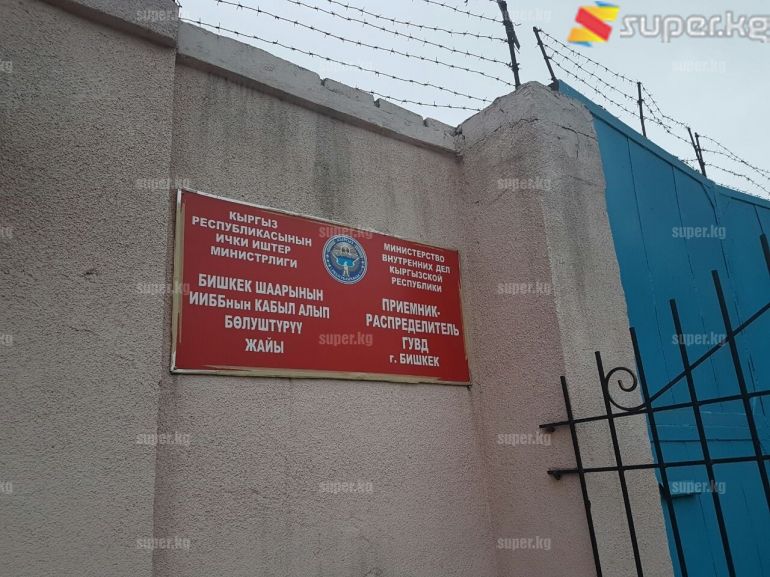 super.kg
КЫРГЫЗ
РЕСПУБЛИКАСЫНЫН
ИЧКИ ИШТЕР
МИНИСТРЛИГИ
БИШКЕК ШААРЫНЫН
ИИББнын КАБЫЛ АЛЫП
БӨЛҮШТҮРҮҮ
ЖАЙЫ
МИНИСТЕРСТВО
ВНУТРЕННИХ ДЕЛ
КЫРГЫЗСКОЙ
РЕСПУБЛИКИ
ПРИЕМНИК-
РАСПРЕДЕЛИТЕЛЬ
ГУВД
г. БИШКЕК